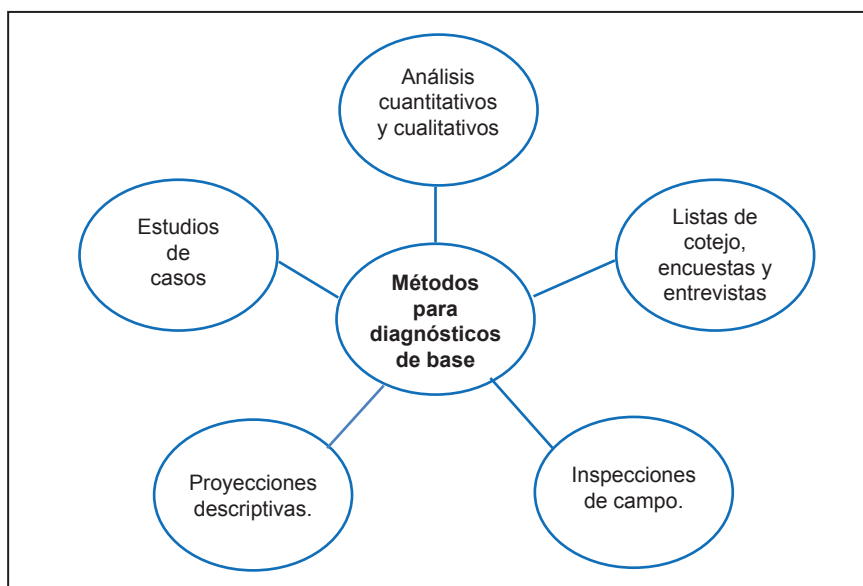 Análisis
cuantitativos
y cualitativos
Estudios
de
casos
Listas de
cotejo,
encuestas y
entrevistas
Métodos
para
diagnósticos
de base
Proyecciones
descriptivas.
Inspecciones
de campo.